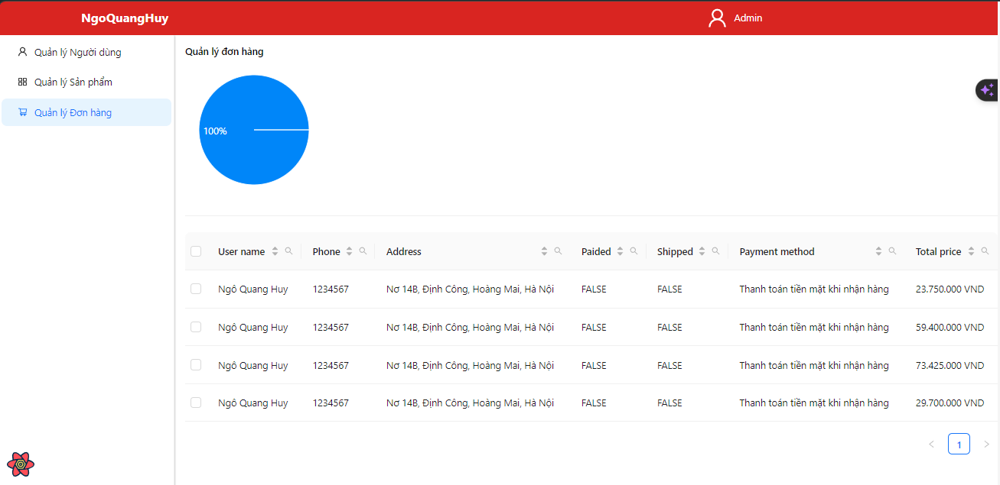 NgoQuangHuy
Admin
Quản lý Người dùng
Quản lý Sản phẩm
Quản lý Đơn hàng
Quản lý đơn hàng
100%
User name Phone Address Paided Shipped Payment method Total price
Ngô Quang Huy 1234567 Nơ 14B, Định Công, Hoàng Mai, Hà Nội FALSE FALSE Thanh toán tiền mặt khi nhận hàng 23.750.000 VND
Ngô Quang Huy 1234567 Nơ 14B, Định Công, Hoàng Mai, Hà Nội FALSE FALSE Thanh toán tiền mặt khi nhận hàng 59.400.000 VND
Ngô Quang Huy 1234567 Nơ 14B, Định Công, Hoàng Mai, Hà Nội FALSE FALSE Thanh toán tiền mặt khi nhận hàng 73.425.000 VND
Ngô Quang Huy 1234567 Nơ 14B, Định Công, Hoàng Mai, Hà Nội FALSE FALSE Thanh toán tiền mặt khi nhận hàng 29.700.000 VND
1